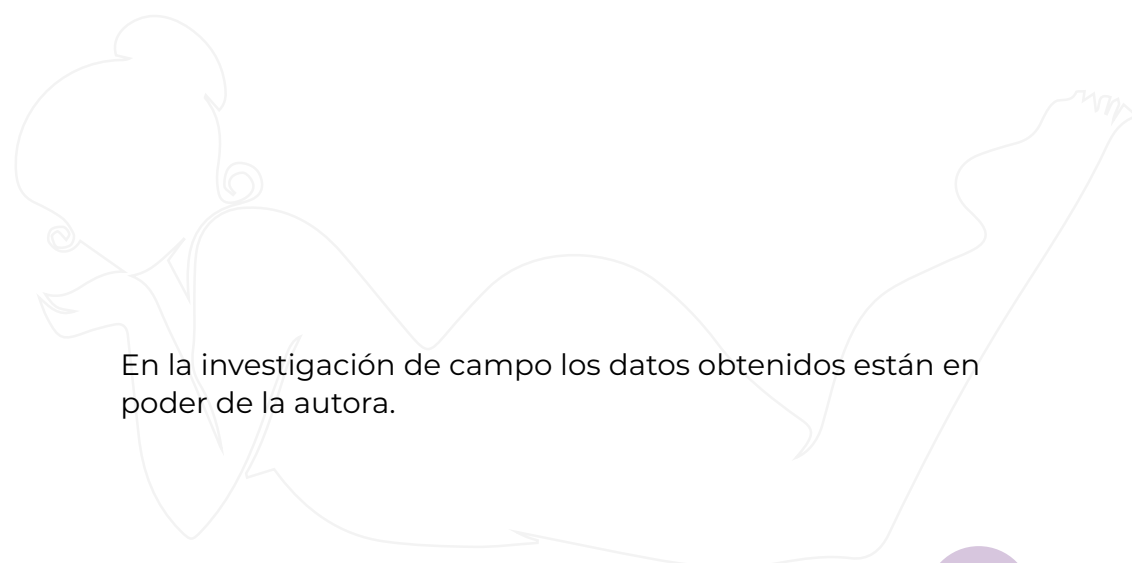 En la investigación de campo los datos obtenidos están en
poder de la autora.